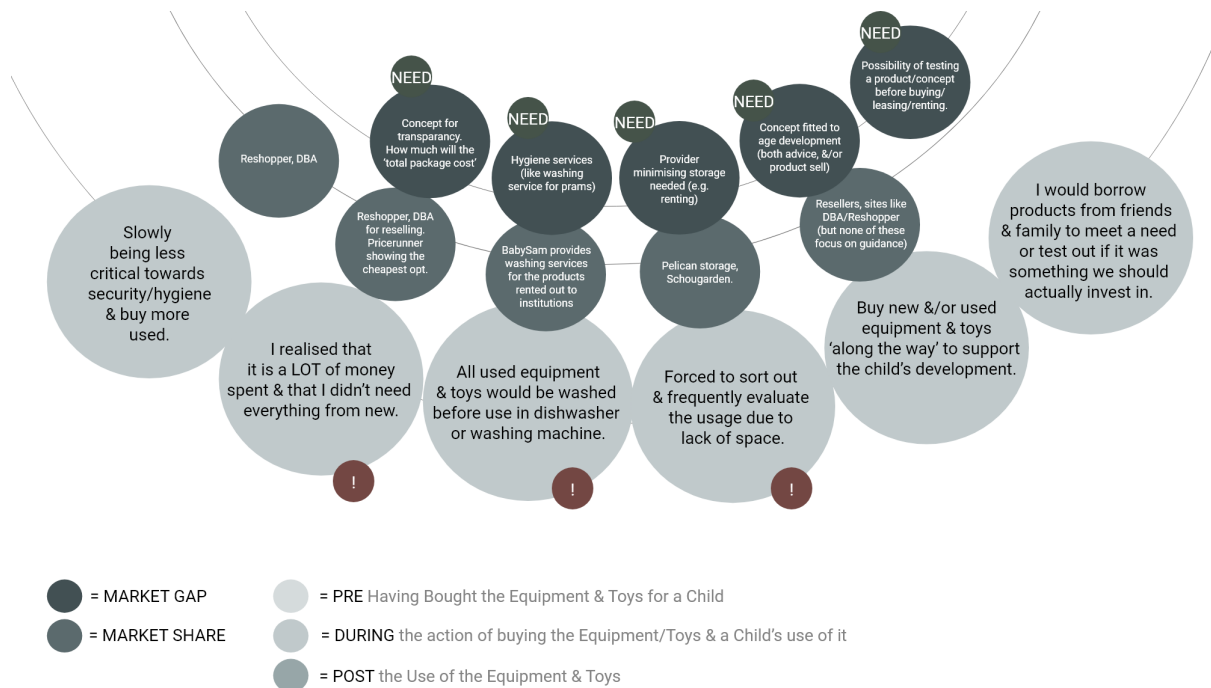 NEED
Possibility of testing
a product/concept
before buying/
leasing/renting.
NEED
Concept for
transparancy.
How much will the
'total package cost'
NEED
Hygiene services
(like washing
service for prams)
NEED
Provider
minimising storage
needed (e.g.
renting)
NEED
Concept fitted to
age development
(both advice, &/or
product sell)
Reshopper, DBA
Reshopper, DBA
for reselling.
Pricerunner
showing the
cheapest opt.
BabySam provides
washing services
for the products
rented out to
institutions
Pelican storage,
Schougarden.
Resellers, sites like
DBA/Reshopper
(but none of these
focus on guidance)
Slowly
being less
critical towards
security/hygiene
& buy more
used.
I realised that
it is a LOT of money
spent & that I didn't need
everything from new.
!
All used equipment
& toys would be washed
before use in dishwasher
or washing machine.
!
Forced to sort out
& frequently evaluate
the usage due to
lack of space.
!
Buy new &/or used
equipment & toys
'along the way' to support
the child's development.
I would borrow
products from friends
& family to meet a need
or test out if it was
something we should
actually invest in.
= MARKET GAP
= MARKET SHARE
= PRE Having Bought the Equipment & Toys for a Child
= DURING the action of buying the Equipment/Toys & a Child's use of it
= POST the Use of the Equipment & Toys